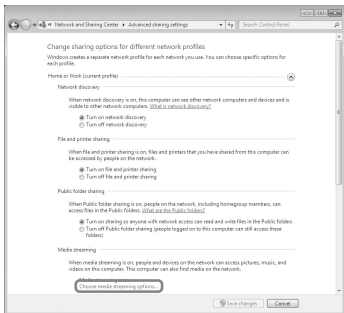 « Network and Sharing Center ▸ Advanced sharing settings
Search Control Panel
Change sharing options for different network profiles
Windows creates a separate network profile for each network you use. You can choose specific options for
each profile.
Home or Work (current profile)
Network discovery
When network discovery is on, this computer can see other network computers and devices and is
visible to other network computers. What is network discovery?
Turn on network discovery
Turn off network discovery
File and printer sharing
When file and printer sharing is on, files and printers that you have shared from this computer can
be accessed by people on the network.
Turn on file and printer sharing
Turn off file and printer sharing
Public folder sharing
When Public folder sharing is on, people on the network, including homegroup members, can
access files in the Public folders. What are the Public folders?
Turn on sharing so anyone with network access can read and write files in the Public folders
Turn off Public folder sharing (people logged on to this computer can still access these
folders)
Media streaming
When media streaming is on, people and devices on the network can access pictures, music, and
videos on this computer. This computer can also find media on the network.
Choose media streaming options...
Save changes
Cancel